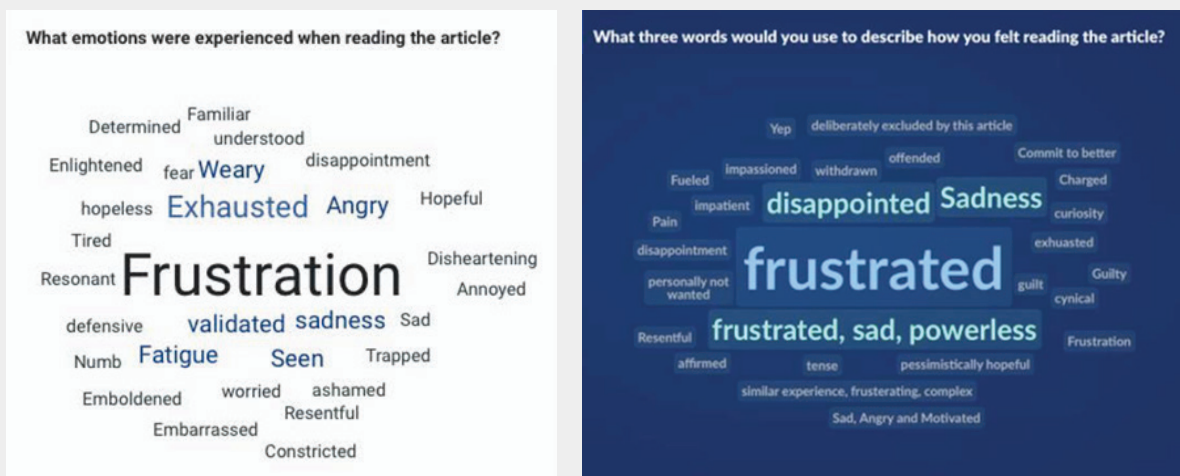 What emotions were experienced when reading the article?
Familiar
Determined
understood
Enlightened
fear
Weary
disappointment
hopeless
Exhausted
Angry
Hopeful
Tired
Resonant
Frustration
Disheartening
Annoyed
defensive
validated
sadness
Sad
Numb
Fatigue
Seen
Trapped
Emboldened
worried
ashamed
Resentful
Embarrassed
Constricted
What three words would you use to describe how you felt reading the article?
Yep
deliberately excluded by this article
offended
Commit to better
Fueled
impassioned
withdrawn
Charged
impatient
disappointed
Sadness
curiosity
Pain
disappointment
frustrated
exhuasted
personally not
wanted
guilt
Guilty
cynical
Resentful
frustrated, sad, powerless
Frustration
affirmed
tense
pessimistically hopeful
similar experience, frusterating, complex
Sad, Angry and Motivated